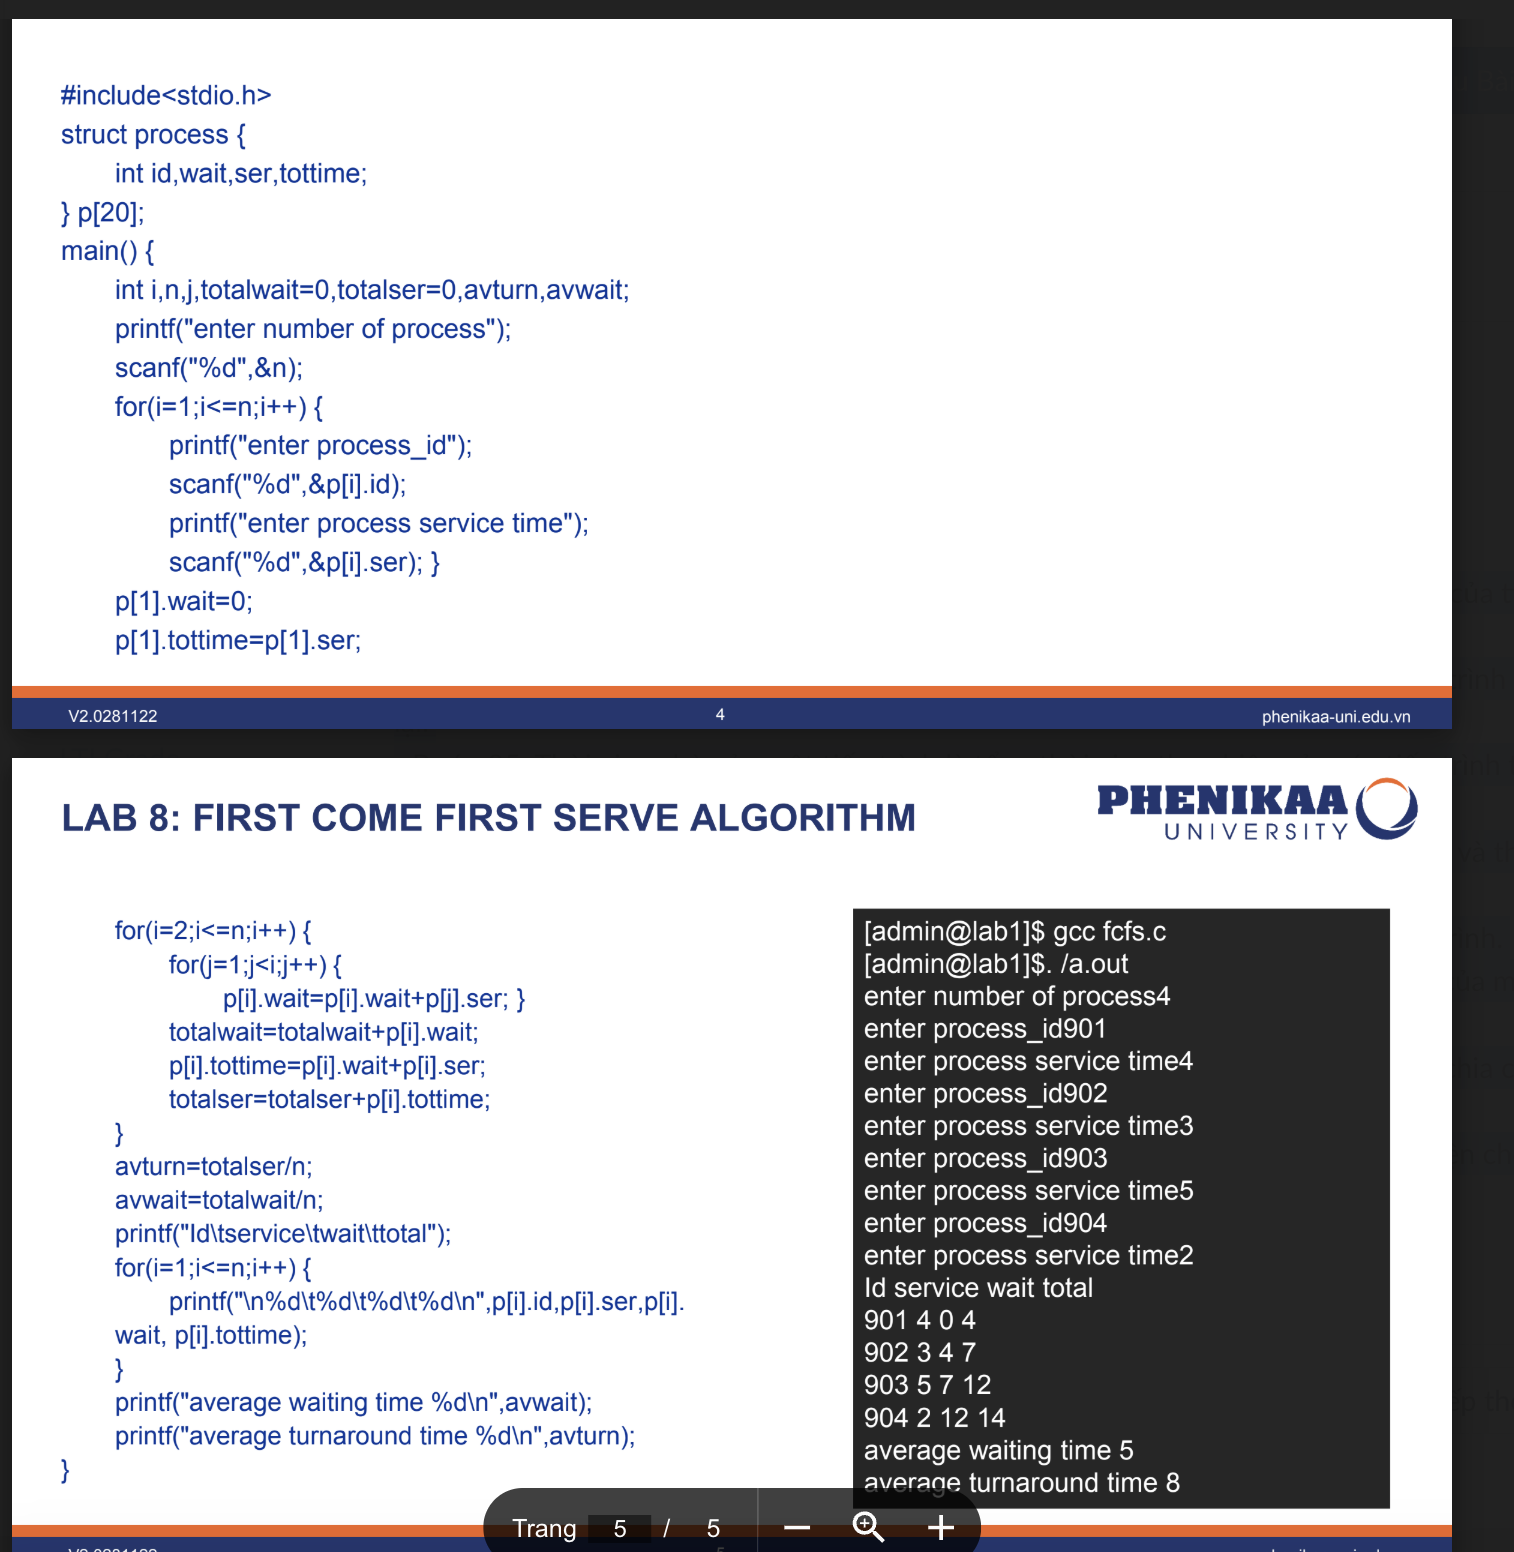 #include<stdio.h>
struct process {
int id,wait,ser,tottime;
} p[20];
main() {
int i,n,j,totalwait=0,totalser=0,avturn,avwait;
printf("enter number of process");
scanf("%d",&n);
for(i=1;i<=n;i++) {
printf("enter process_id");
scanf("%d",&p[i].id);
printf("enter process service time");
scanf("%d",&p[i].ser); }
p[1].wait=0;
p[1].tottime=p[1].ser;
V2.0281122
4
phenikaa-uni.edu.vn
LAB 8: FIRST COME FIRST SERVE ALGORITHM
PHENIKAA
UNIVERSITY
for(i=2;i<=n;i++) {
for(j=1;j<i;j++) {
p[i].wait=p[i].wait+p[j].ser; }
totalwait=totalwait+p[i].wait;
p[i].tottime=p[i].wait+p[i].ser;
totalser=totalser+p[i].tottime;
}
avturn=totalser/n;
avwait=totalwait/n;
printf("Id\tservice\twait\ttotal");
for(i=1;i<=n;i++) {
printf("\n%d\t%d\t%d\t%d\n",p[i].id,p[i].ser,p[i].
wait, p[i].tottime);
}
printf("average waiting time %d\n",avwait);
printf("average turnaround time %d\n",avturn);
}
[admin@lab1]$ gcc fcfs.c
[admin@lab1]$. /a.out
enter number of process4
enter process_id901
enter process service time4
enter process_id902
enter process service time3
enter process_id903
enter process service time5
enter process_id904
enter process service time2
Id service wait total
901 4 0 4
902 3 4 7
903 5 7 12
904 2 12 14
average waiting time 5
average turnaround time 8
Trang 5 / 5